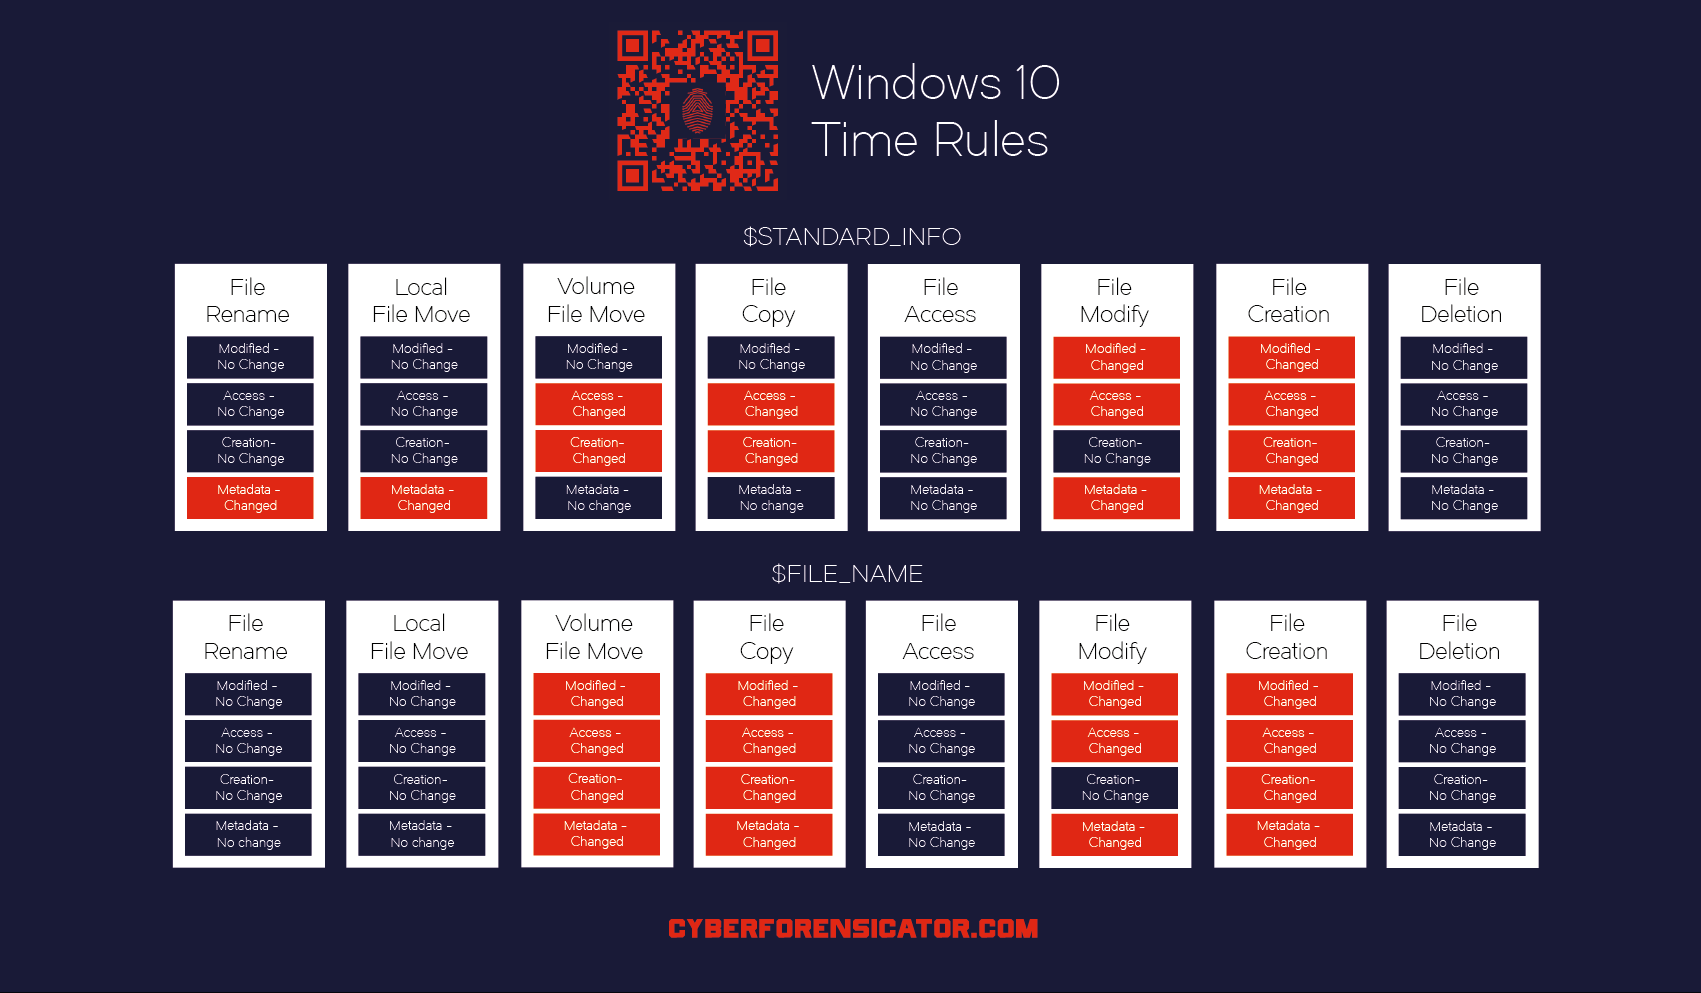 Windows 10
Time Rules
$STANDARD_INFO
File
Rename
Modified -
No Change
Access -
No Change
Creation-
No Change
Metadata -
Changed
Local
File Move
Modified -
No Change
Access -
No Change
Creation-
No Change
Metadata -
Changed
Volume
File Move
Modified -
No Change
Access -
Changed
Creation-
Changed
Metadata -
No change
File
Copy
Modified -
No Change
Access -
Changed
Creation-
Changed
Metadata -
No change
File
Access
Modified -
No Change
Access -
No Change
Creation-
No Change
Metadata -
No Change
File
Modify
Modified -
Changed
Access -
Changed
Creation-
No Change
Metadata -
Changed
File
Creation
Modified -
Changed
Access -
Changed
Creation-
Changed
Metadata -
Changed
File
Deletion
Modified -
No Change
Access -
No Change
Creation-
No Change
Metadata -
No Change
$FILE_NAME
File
Rename
Modified -
No Change
Access -
No Change
Creation-
No Change
Metadata -
No change
Local
File Move
Modified -
No Change
Access -
No Change
Creation-
No Change
Metadata -
No change
Volume
File Move
Modified -
Changed
Access -
Changed
Creation-
Changed
Metadata -
Changed
File
Copy
Modified -
Changed
Access -
Changed
Creation-
Changed
Metadata -
Changed
File
Access
Modified -
No Change
Access -
No Change
Creation-
No Change
Metadata -
No Change
File
Modify
Modified -
Changed
Access -
Changed
Creation-
No Change
Metadata -
Changed
File
Creation
Modified -
Changed
Access -
Changed
Creation-
Changed
Metadata -
Changed
File
Deletion
Modified -
No Change
Access -
No Change
Creation-
No Change
Metadata -
No Change
CYBERFORENSICATOR.COM